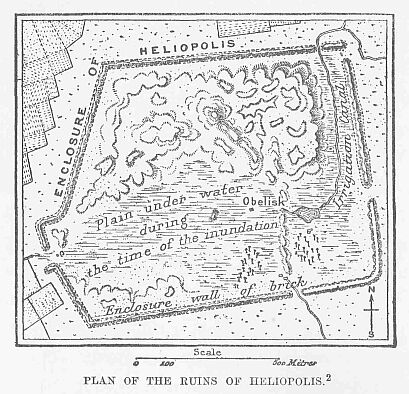 ENCLOSURE OF HELIOPOLIS
Irrigation Canal
Plain under water
Obelisk
during
the time of the inundation
Enclosure wall of brick
N
S
Scale
0 100 500 Mètres
PLAN OF THE RUINS OF HELIOPOLIS.²